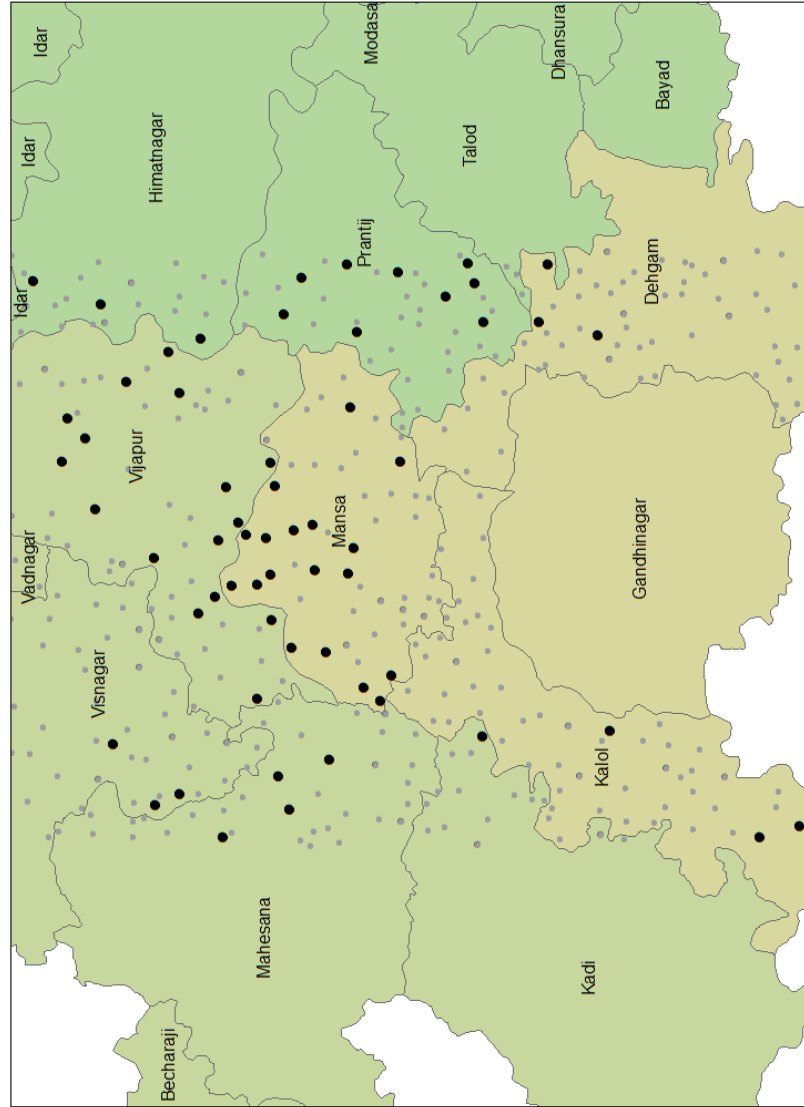 Idar
Idar
Idar
Vadnagar
Becharaji
Visnagar
Vijapur
Himatnagar
Mahesana
Mansa
Prantij
Modasa
Talod
Dhansura
Bayad
Kadi
Kalol
Gandhinagar
Dehgam